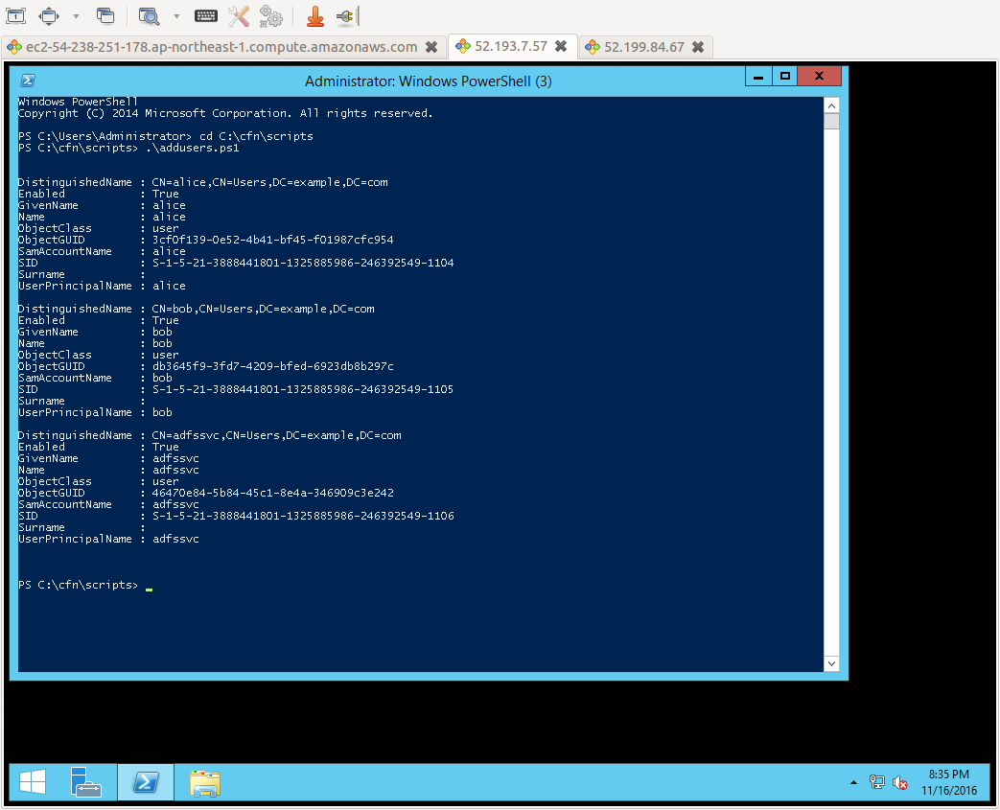 ec2-54-238-251-178.ap-northeast-1.compute.amazonaws.com
52.193.7.57
52.199.84.67
Administrator: Windows PowerShell (3)
Windows PowerShell
Copyright (C) 2014 Microsoft Corporation. All rights reserved.
PS C:\Users\Administrator> cd C:\cfn\scripts
PS C:\cfn\scripts> .\addusers.ps1
DistinguishedName : CN=alice,CN=Users,DC=example,DC=com
Enabled : True
GivenName : alice
Name : alice
ObjectClass : user
ObjectGUID : 3cf0f139-0e52-4b41-bf45-f01987cfc954
SamAccountName : alice
SID : S-1-5-21-3888441801-1325885986-246392549-1104
Surname :
UserPrincipalName : alice
DistinguishedName : CN=bob,CN=Users,DC=example,DC=com
Enabled : True
GivenName : bob
Name : bob
ObjectClass : user
ObjectGUID : db3645f9-3fd7-4209-bfed-6923db8b297c
SamAccountName : bob
SID : S-1-5-21-3888441801-1325885986-246392549-1105
Surname :
UserPrincipalName : bob
DistinguishedName : CN=adfssvc,CN=Users,DC=example,DC=com
Enabled : True
GivenName : adfssvc
Name : adfssvc
ObjectClass : user
ObjectGUID : 46470e84-5b84-45c1-8e4a-346909c3e242
SamAccountName : adfssvc
SID : S-1-5-21-3888441801-1325885986-246392549-1106
Surname :
UserPrincipalName : adfssvc
PS C:\cfn\scripts>
8:35 PM
11/16/2016